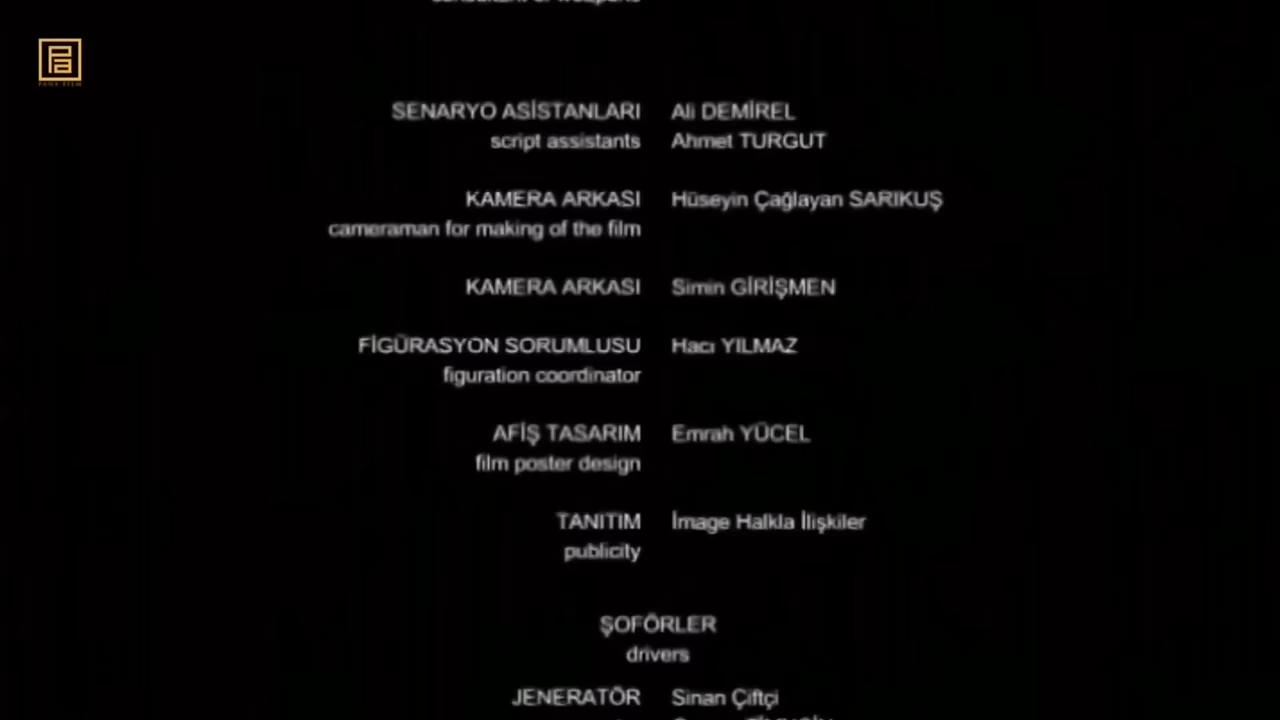 SENARYO ASİSTANLARI Ali DEMİREL
script assistants Ahmet TURGUT
KAMERA ARKASI Hüseyin Çağlayan SARIKUŞ
cameraman for making of the film
KAMERA ARKASI Simin GİRİŞMEN
FİGÜRASYON SORUMLUSU Hacı YILMAZ
figuration coordinator
AFİŞ TASARIM Emrah YÜCEL
film poster design
TANITIM İmage Halkla İlişkiler
publicity
ŞOFÖRLER
drivers
JENERATÖR Sinan Çiftçi